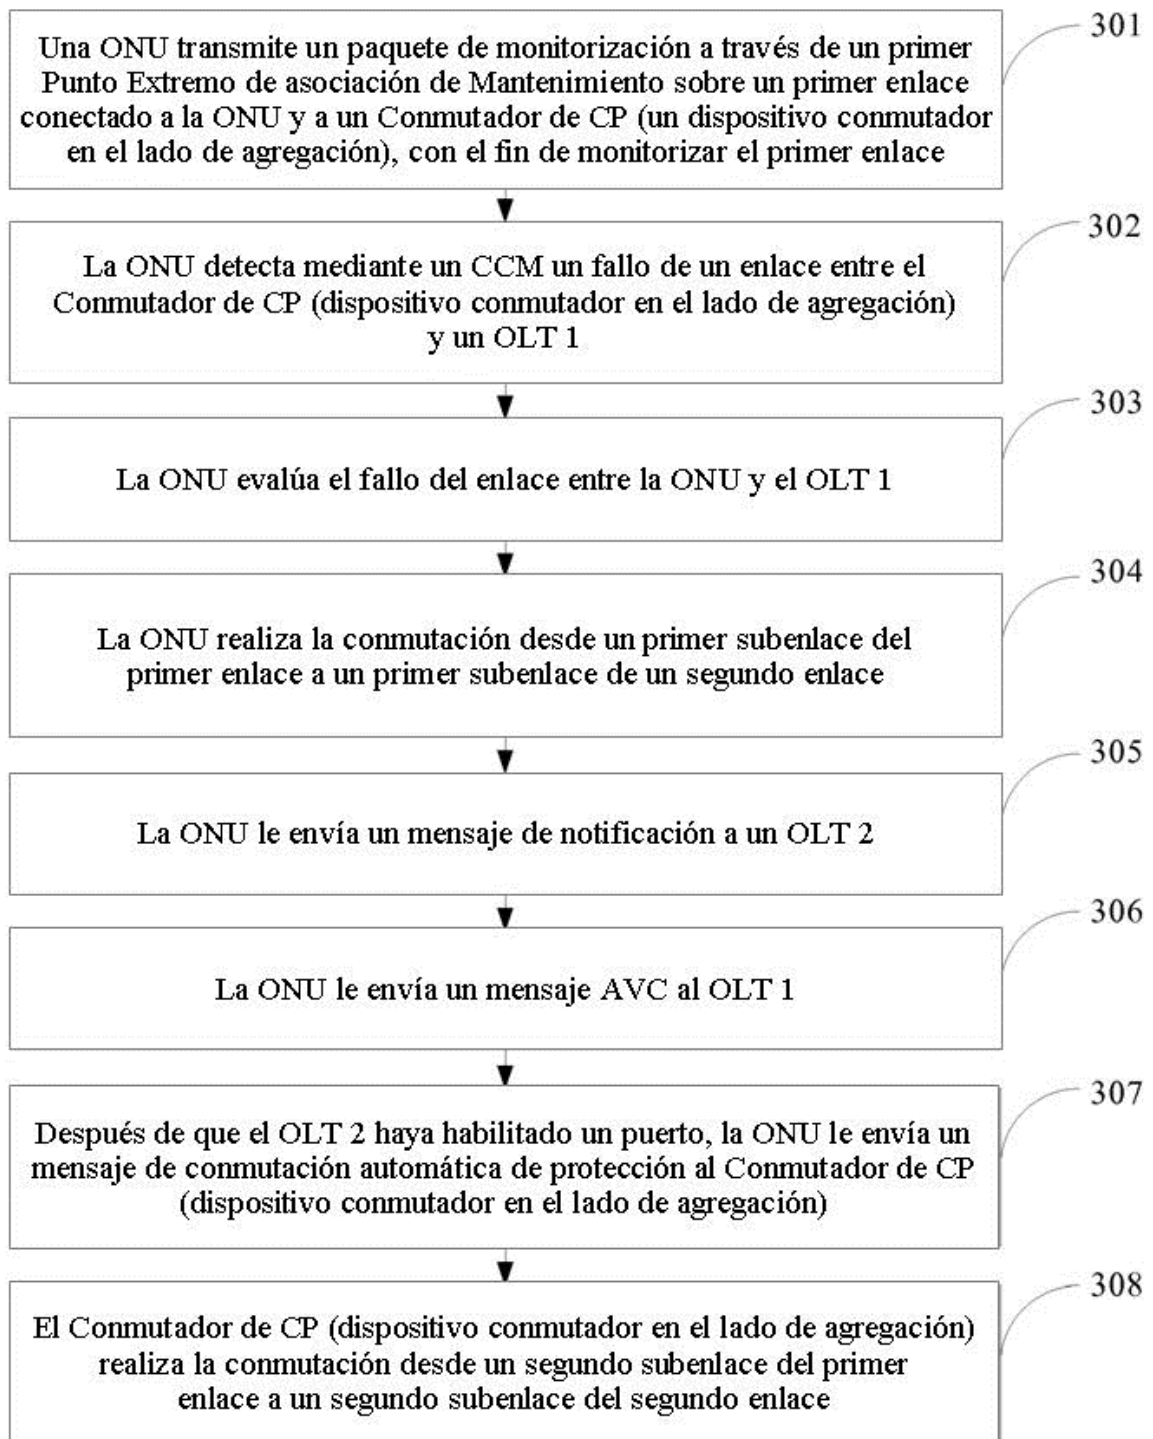 301
Una ONU transmite un paquete de monitorización a través de un primer
Punto Extremo de asociación de Mantenimiento sobre un primer enlace
conectado a la ONU y a un Conmutador de CP (un dispositivo conmutador
en el lado de agregación), con el fin de monitorizar el primer enlace
302
La ONU detecta mediante un CCM un fallo de un enlace entre el
Conmutador de CP (dispositivo conmutador en el lado de agregación)
y un OLT 1
303
La ONU evalúa el fallo del enlace entre la ONU y el OLT 1
304
La ONU realiza la conmutación desde un primer subenlace del
primer enlace a un primer subenlace de un segundo enlace
305
La ONU le envía un mensaje de notificación a un OLT 2
306
La ONU le envía un mensaje AVC al OLT 1
307
Después de que el OLT 2 haya habilitado un puerto, la ONU le envía un
mensaje de conmutación automática de protección al Conmutador de CP
(dispositivo conmutador en el lado de agregación)
308
El Conmutador de CP (dispositivo conmutador en el lado de agregación)
realiza la conmutación desde un segundo subenlace del primer
enlace a un segundo subenlace del segundo enlace